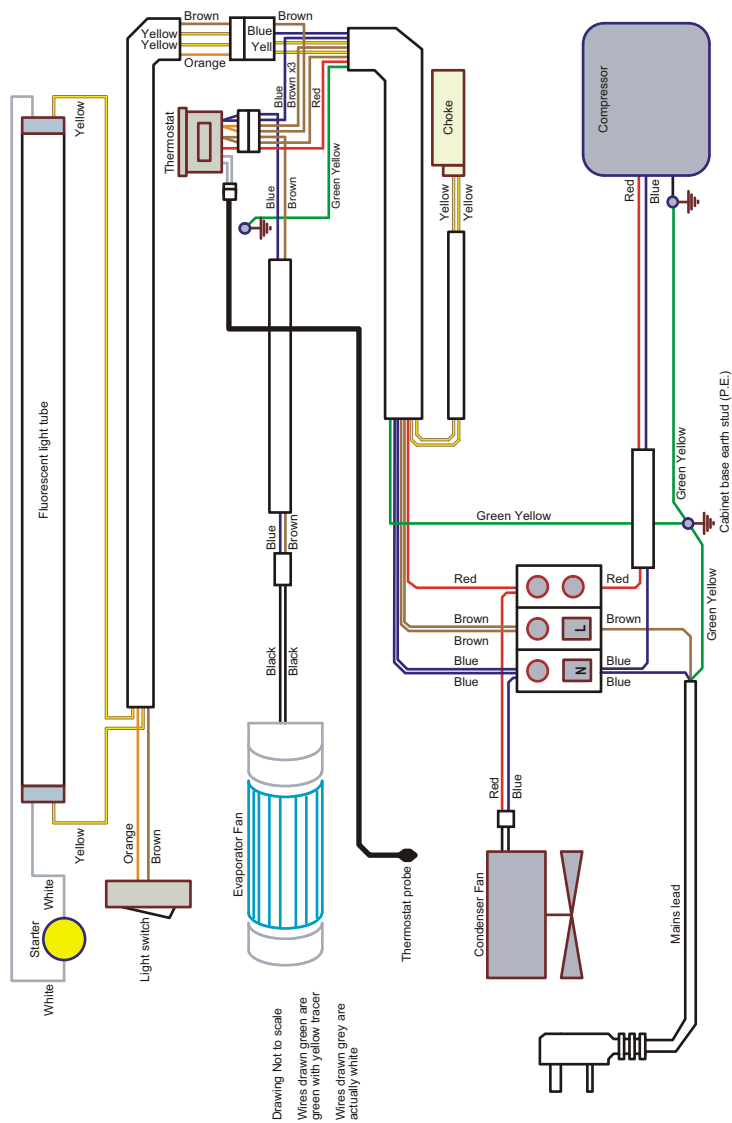 Brown
Yellow
Yellow
Orange
Blue
Yell
Yellow
Fluorescent light tube
Thermostat
Blue
Brown x3
Red
Blue
Brown
Green Yellow
Choke
Yellow
Yellow
Compressor
Red
Blue
Green Yellow
Cabinet base earth stud (P.E.)
Blue
Brown
Green Yellow
Black
Black
Red
Brown
Brown
Blue
Blue
L
N
Red
Brown
Blue
Blue
Green Yellow
Yellow
Orange
Brown
White
Starter
White
Light switch
Evaporator Fan
Thermostat probe
Red
Blue
Condenser Fan
Mains lead
Drawing Not to scale
Wires drawn green are
green with yellow tracer
Wires drawn grey are
actually white